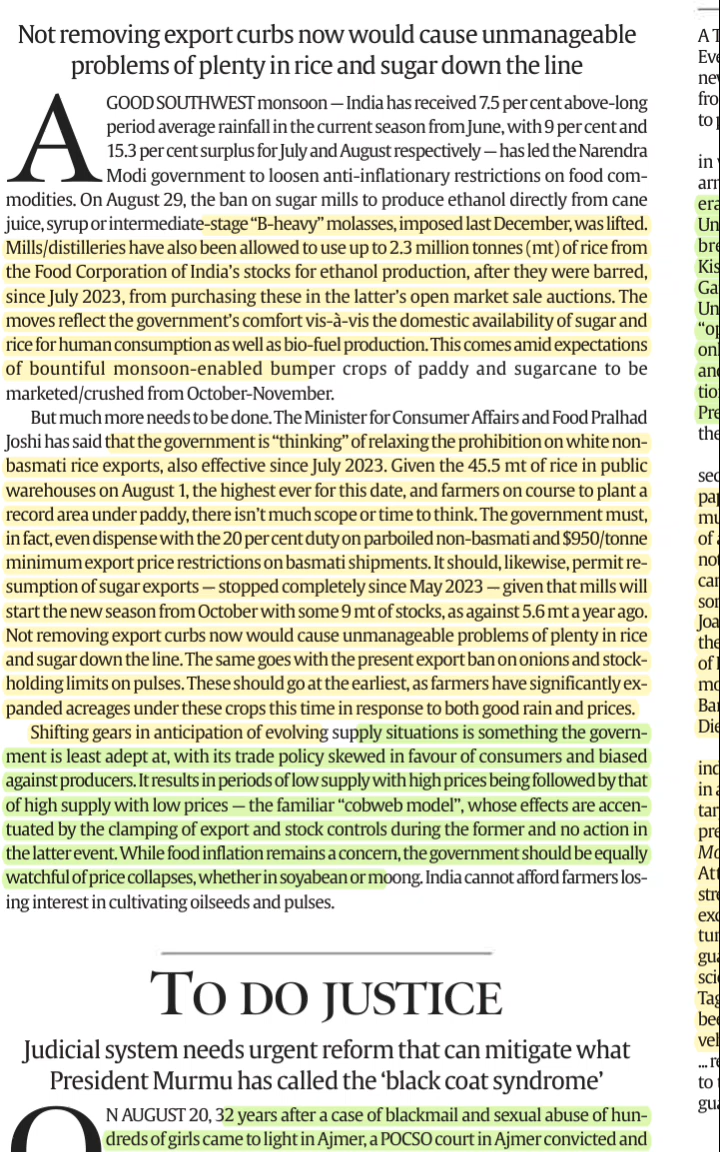 Not removing export curbs now would cause unmanageable
problems of plenty in rice and sugar down the line
A GOOD SOUTHWEST monsoon — India has received 7.5 per cent above-long
period average rainfall in the current season from June, with 9 per cent and
15.3 per cent surplus for July and August respectively — has led the Narendra
Modi government to loosen anti-inflationary restrictions on food com-
modities. On August 29, the ban on sugar mills to produce ethanol directly from cane
juice, syrup or intermediate-stage “B-heavy” molasses, imposed last December, was lifted.
Mills/distilleries have also been allowed to use up to 2.3 million tonnes (mt) of rice from
the Food Corporation of India’s stocks for ethanol production, after they were barred,
since July 2023, from purchasing these in the latter’s open market sale auctions. The
moves reflect the government’s comfort vis-à-vis the domestic availability of sugar and
rice for human consumption as well as bio-fuel production. This comes amid expectations
of bountiful monsoon-enabled bumper crops of paddy and sugarcane to be
marketed/crushed from October-November.
But much more needs to be done. The Minister for Consumer Affairs and Food Pralhad
Joshi has said that the government is “thinking” of relaxing the prohibition on white non-
basmati rice exports, also effective since July 2023. Given the 45.5 mt of rice in public
warehouses on August 1, the highest ever for this date, and farmers on course to plant a
record area under paddy, there isn’t much scope or time to think. The government must,
in fact, even dispense with the 20 per cent duty on parboiled non-basmati and $950/tonne
minimum export price restrictions on basmati shipments. It should, likewise, permit re-
sumption of sugar exports — stopped completely since May 2023 — given that mills will
start the new season from October with some 9 mt of stocks, as against 5.6 mt a year ago.
Not removing export curbs now would cause unmanageable problems of plenty in rice
and sugar down the line. The same goes with the present export ban on onions and stock-
holding limits on pulses. These should go at the earliest, as farmers have significantly ex-
panded acreages under these crops this time in response to both good rain and prices.
Shifting gears in anticipation of evolving supply situations is something the govern-
ment is least adept at, with its trade policy skewed in favour of consumers and biased
against producers. It results in periods of low supply with high prices being followed by that
of high supply with low prices — the familiar “cobweb model”, whose effects are accen-
tuated by the clamping of export and stock controls during the former and no action in
the latter event. While food inflation remains a concern, the government should be equally
watchful of price collapses, whether in soyabean or moong. India cannot afford farmers los-
ing interest in cultivating oilseeds and pulses.
TO DO JUSTICE
Judicial system needs urgent reform that can mitigate what
President Murmu has called the ‘black coat syndrome’
ON AUGUST 20, 32 years after a case of blackmail and sexual abuse of hun-
dreds of girls came to light in Ajmer, a POCSO court in Ajmer convicted and